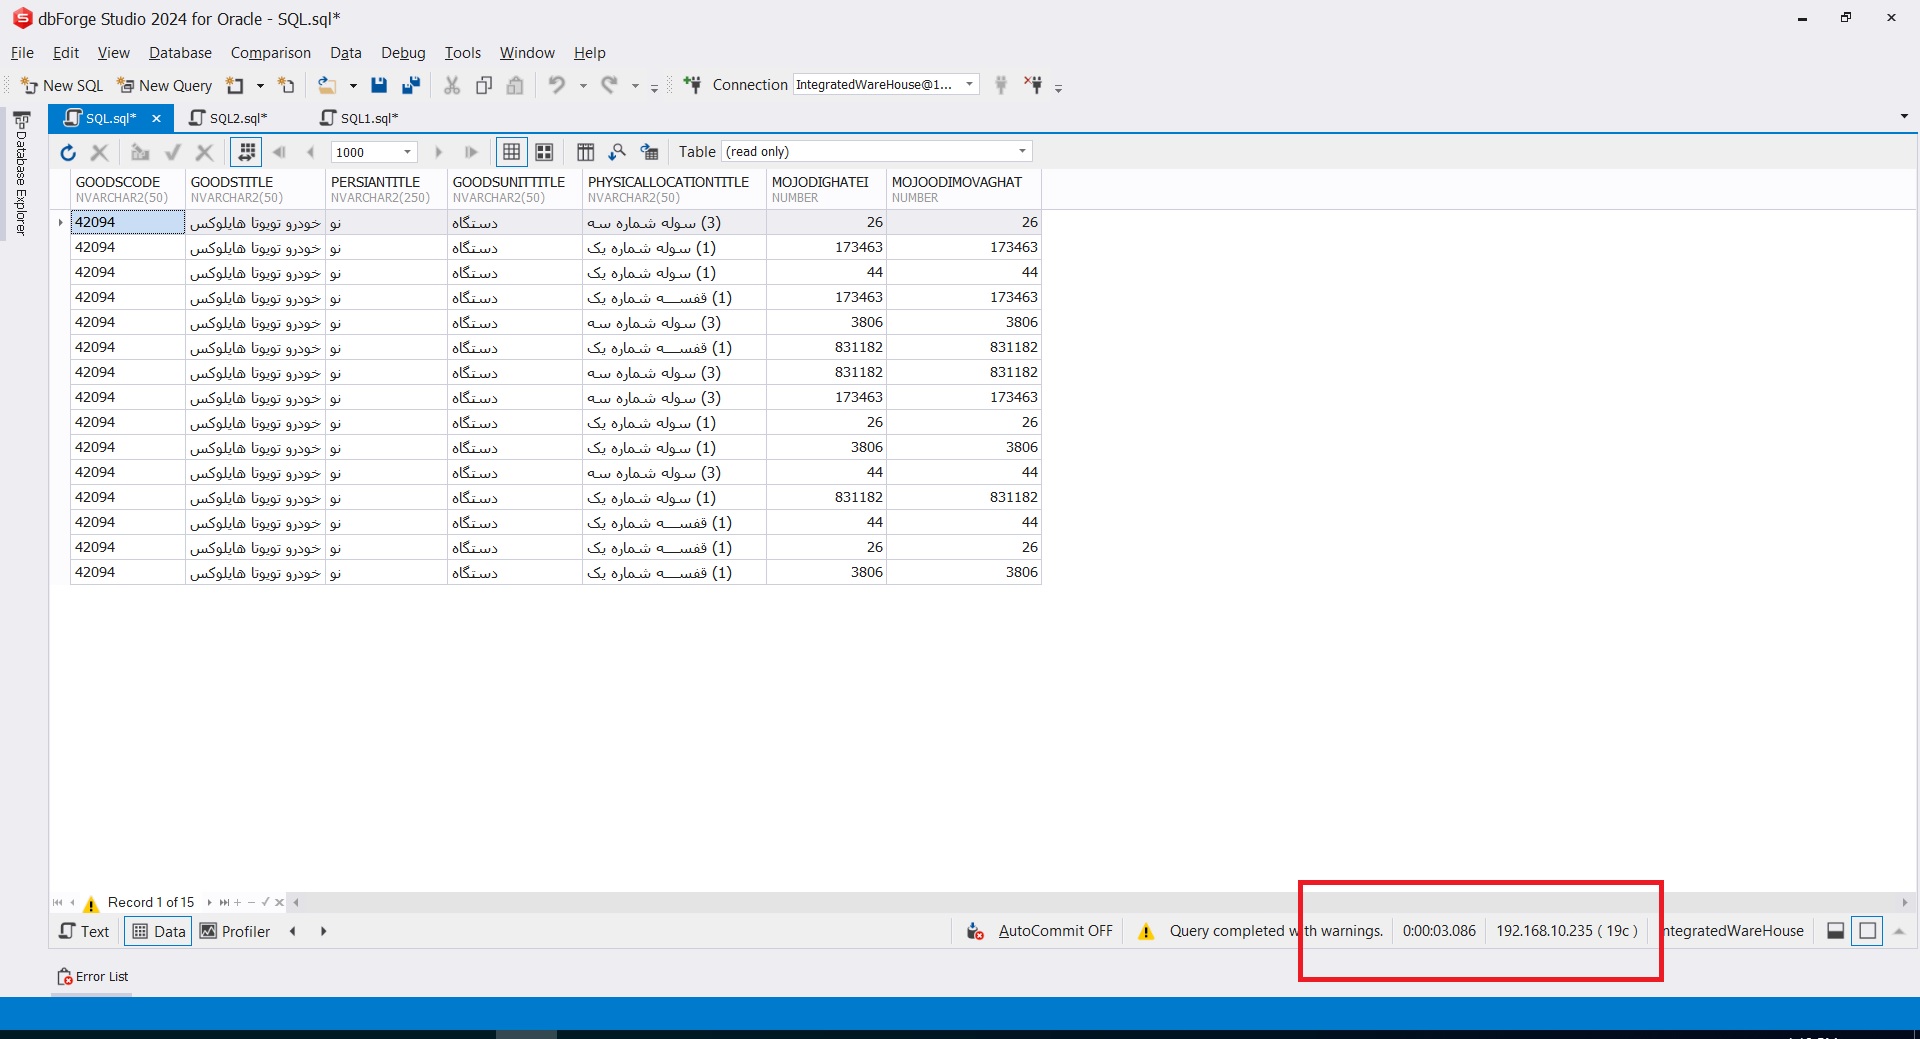 dbForge Studio 2024 for Oracle - SQL.sql*
File Edit View Database Comparison Data Debug Tools Window Help
New SQL New Query Connection IntegratedWareHouse@1...
SQL.sql* SQL2.sql* SQL1.sql*
Database Explorer
1000 Table (read only)
GOODSCODE GOODSTITLE PERSIANTITLE GOODSUNITTITLE PHYSICALLOCATIONTITLE MOJODIGHATEI MOJOODIMOVAGHAT
NVARCHAR2(50) NVARCHAR2(50) NVARCHAR2(250) NVARCHAR2(50) NVARCHAR2(50) NUMBER NUMBER
42094 خودرو تویوتا هایلوکس نو دستگاه سوله شماره سه (3) 26 26
42094 خودرو تویوتا هایلوکس نو دستگاه سوله شماره یک (1) 173463 173463
42094 خودرو تویوتا هایلوکس نو دستگاه سوله شماره یک (1) 44 44
42094 خودرو تویوتا هایلوکس نو دستگاه قفســـه شماره یک (1) 173463 173463
42094 خودرو تویوتا هایلوکس نو دستگاه سوله شماره سه (3) 3806 3806
42094 خودرو تویوتا هایلوکس نو دستگاه قفســـه شماره یک (1) 831182 831182
42094 خودرو تویوتا هایلوکس نو دستگاه سوله شماره سه (3) 831182 831182
42094 خودرو تویوتا هایلوکس نو دستگاه سوله شماره سه (3) 173463 173463
42094 خودرو تویوتا هایلوکس نو دستگاه سوله شماره یک (1) 26 26
42094 خودرو تویوتا هایلوکس نو دستگاه سوله شماره یک (1) 3806 3806
42094 خودرو تویوتا هایلوکس نو دستگاه سوله شماره سه (3) 44 44
42094 خودرو تویوتا هایلوکس نو دستگاه سوله شماره یک (1) 831182 831182
42094 خودرو تویوتا هایلوکس نو دستگاه قفســـه شماره یک (1) 44 44
42094 خودرو تویوتا هایلوکس نو دستگاه قفســـه شماره یک (1) 26 26
42094 خودرو تویوتا هایلوکس نو دستگاه قفســـه شماره یک (1) 3806 3806
Record 1 of 15
Text Data Profiler AutoCommit OFF Query completed with warnings. 0:00:03.086 192.168.10.235 ( 19c ) ntegratedWareHouse
Error List